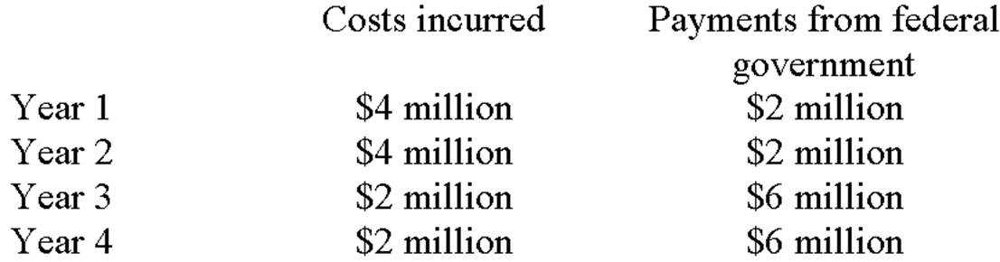 Costs incurred Payments from federal
government
Year 1 $4 million $2 million
Year 2 $4 million $2 million
Year 3 $2 million $6 million
Year 4 $2 million $6 million